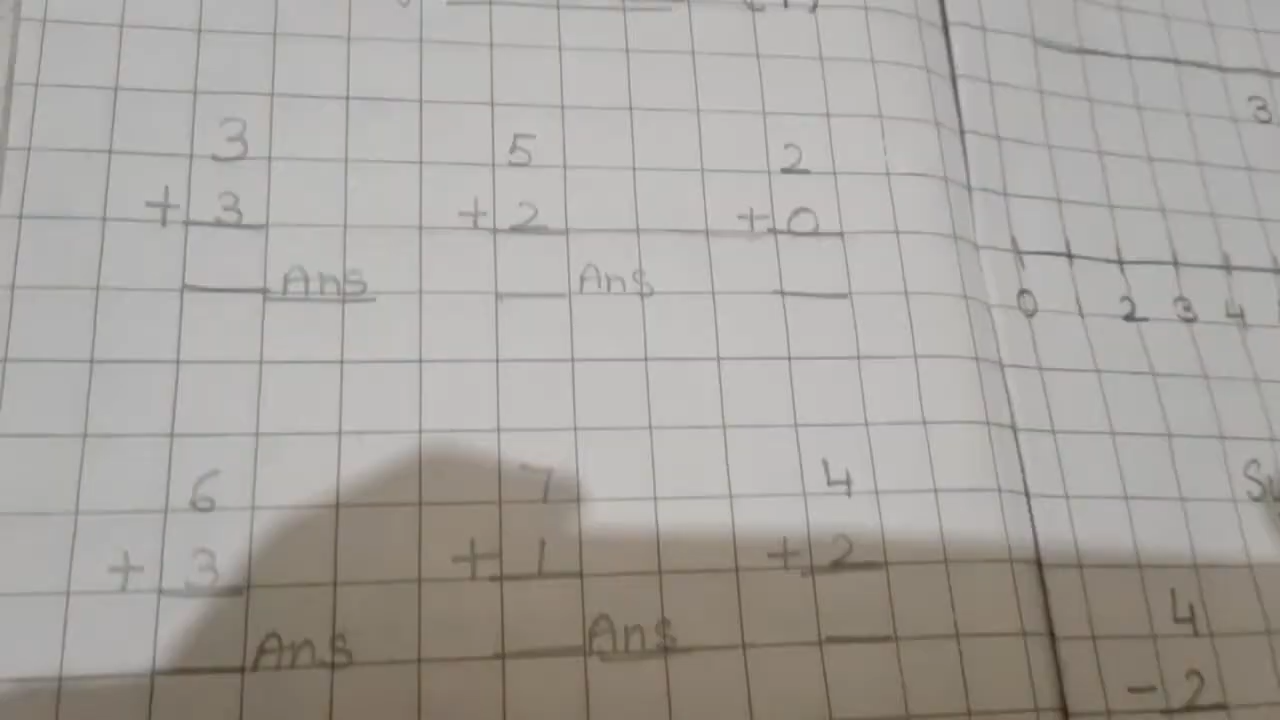 3 5 2
+ 3 + 2 + 0
Ans Ans
6 7 4
+ 3 + 1 + 2
Ans Ans
3
0 1 2 3 4
4
- 2